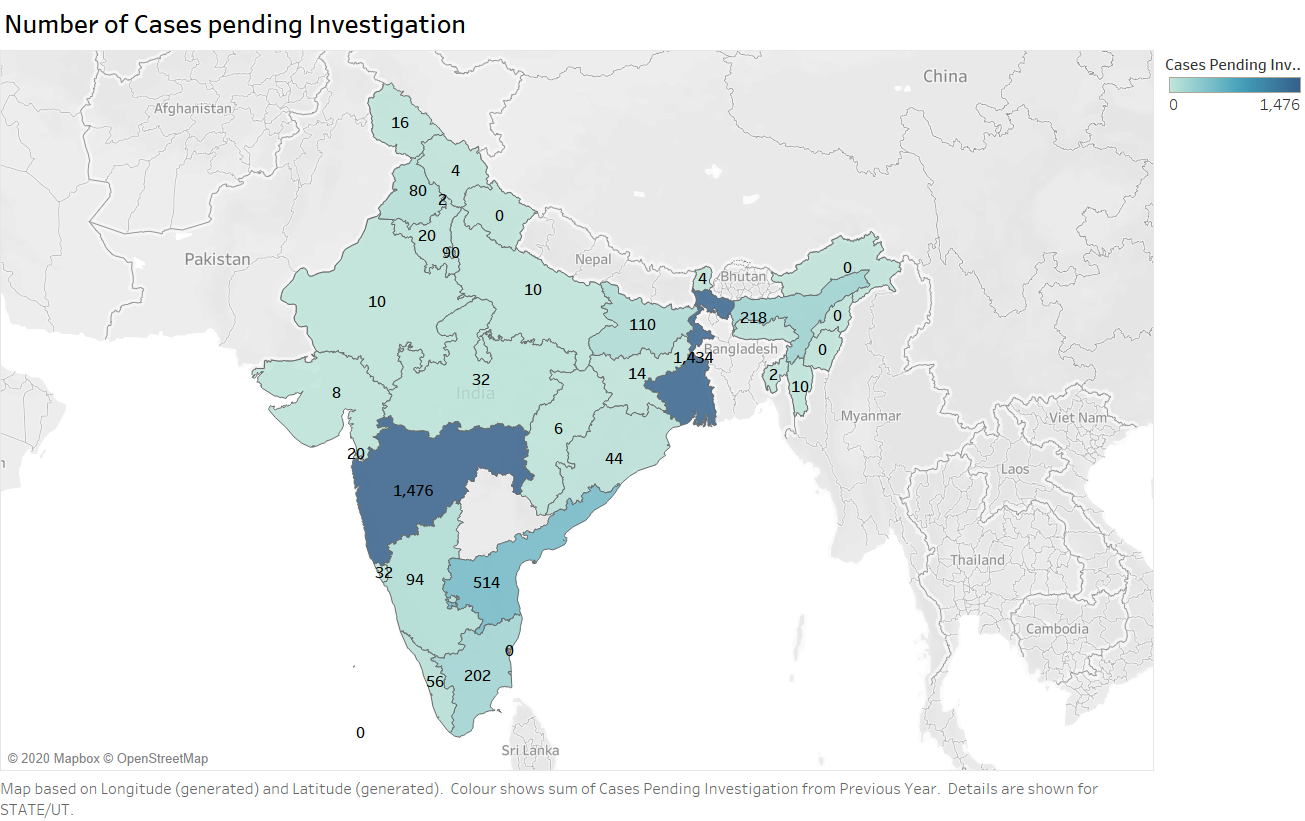 Number of Cases pending Investigation
Cases Pending Inv..
0 1,476
China
Afghanistan
16
4
80
2
0
20
90
Pakistan
Nepal
0
4
Bhutan
10
10
218
0
110
0
Bangladesh
1,434
14
2
10
32
India
8
Myanmar
Viet Nam
6
20
44
Laos
1,476
Thailand
32
94
514
Cambodia
0
56
202
0
Sri Lanka
© 2020 Mapbox © OpenStreetMap
Map based on Longitude (generated) and Latitude (generated).  Colour shows sum of Cases Pending Investigation from Previous Year.  Details are shown for
STATE/UT.